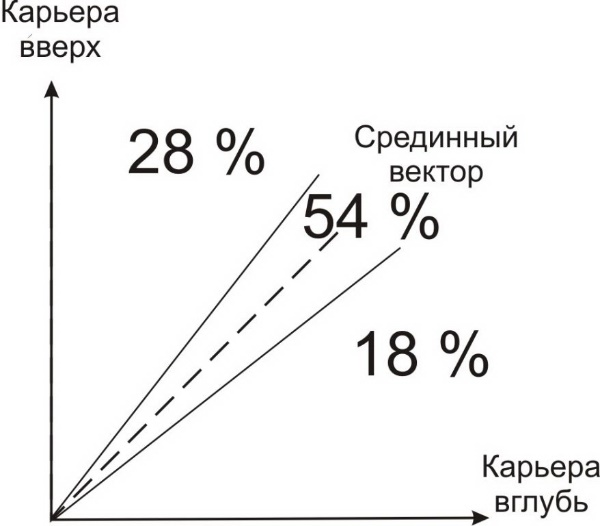 Карьера
вверх
28 %
Срединный
вектор
54 %
18 %
Карьера
вглубь